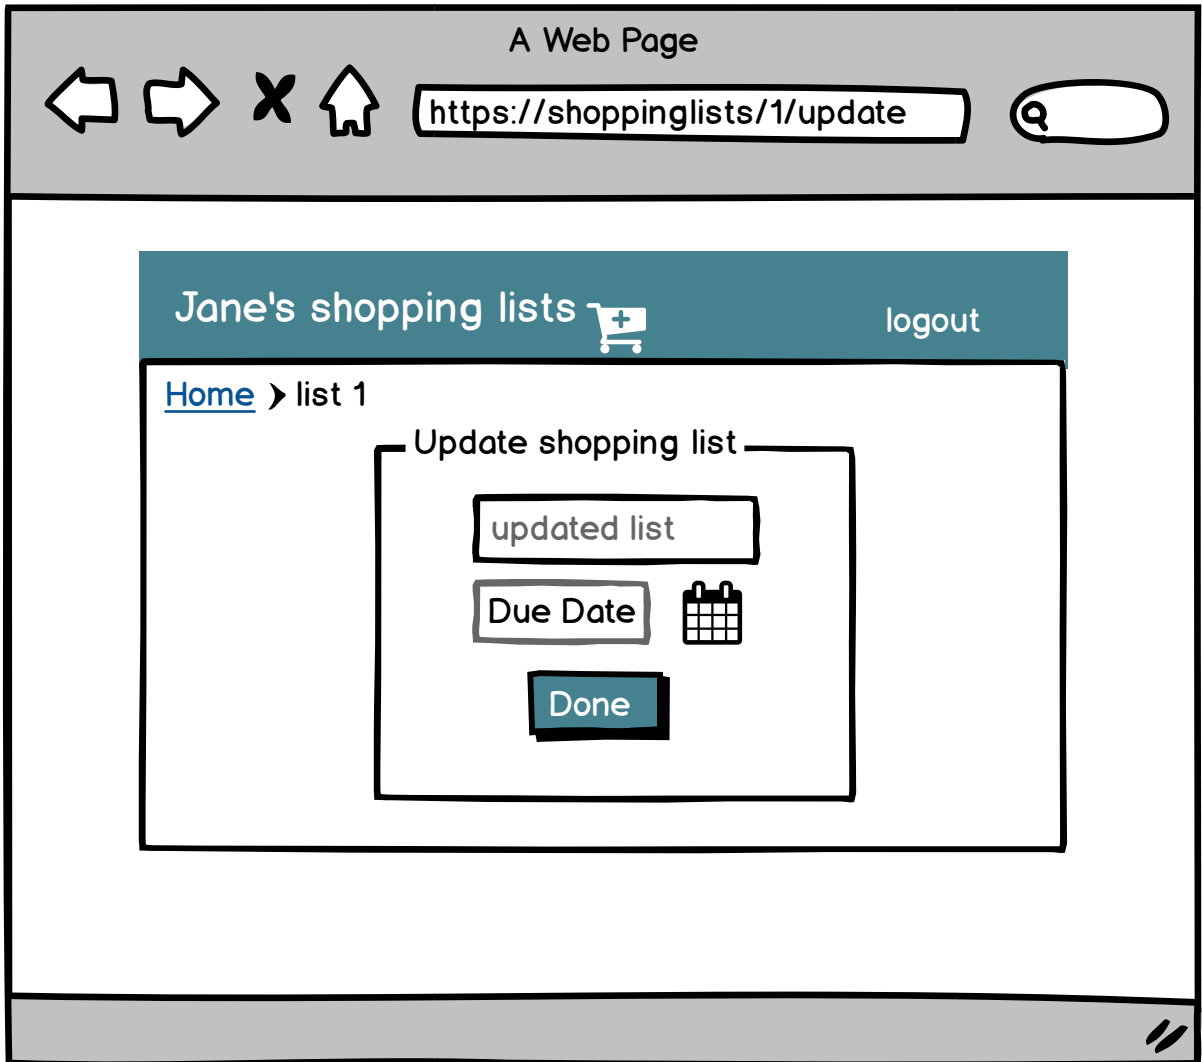 A Web Page
https://shoppinglists/1/update
Jane's shopping lists
logout
Home list 1
Update shopping list
updated list
Due Date
Done